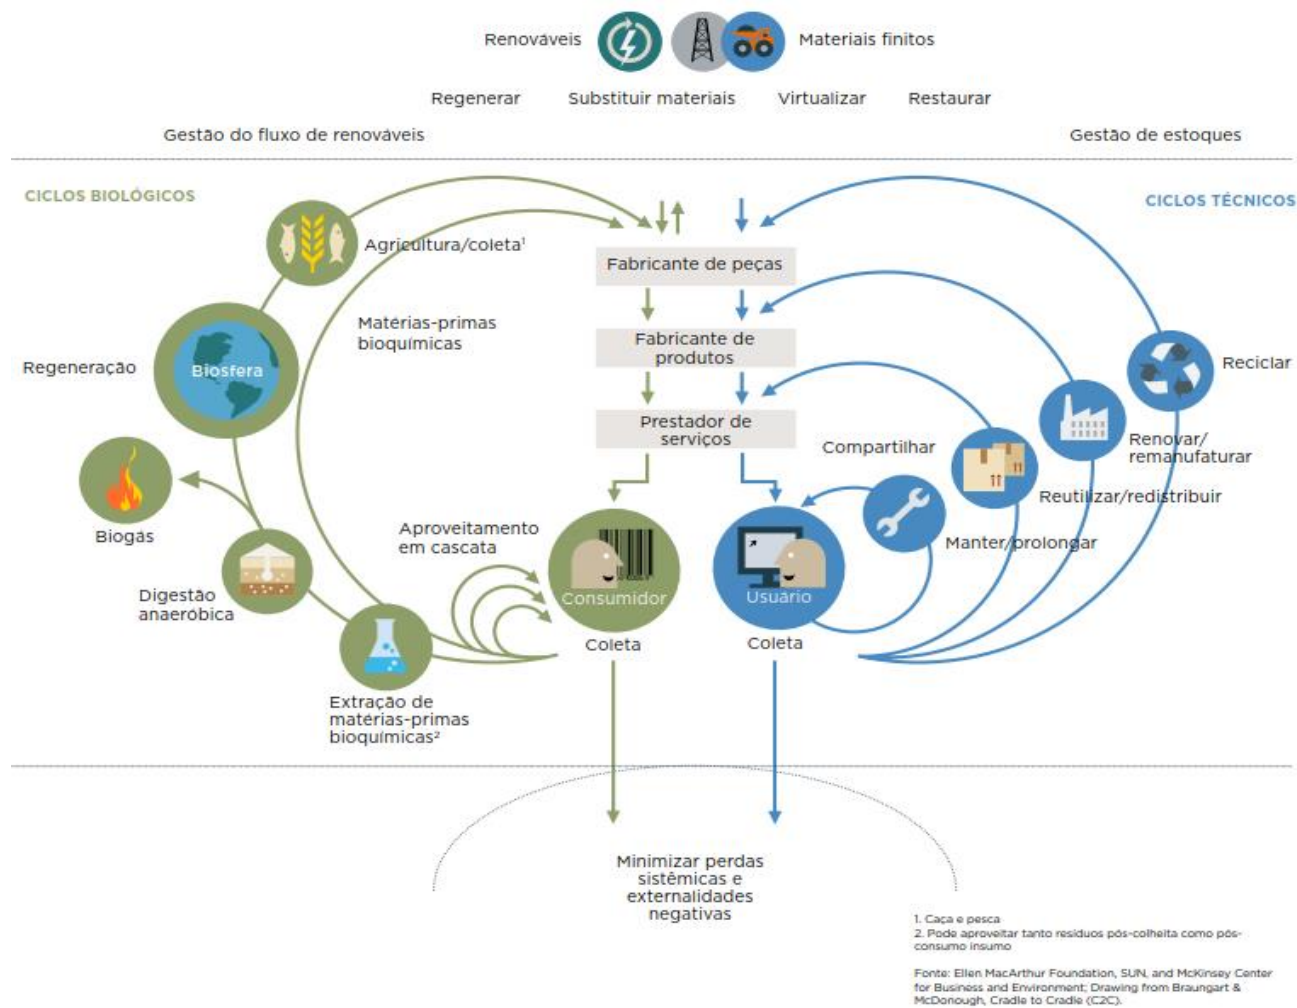 Renováveis
Materiais finitos
Regenerar
Substituir materiais
Virtualizar
Restaurar
Gestão do fluxo de renováveis
Gestão de estoques
CICLOS BIOLÓGICOS
CICLOS TÉCNICOS
Agricultura/coleta¹
Fabricante de peças
Matérias-primas
bioquímicas
Fabricante de
produtos
Regeneração
Biosfera
Reciclar
Prestador de
serviços
Compartilhar
Renovar/
remanufaturar
Reutilizar/redistribuir
Biogás
Aproveitamento
em cascata
Manter/prolongar
Digestão
anaeróbica
Consumidor
Usuário
Coleta
Coleta
Extração de
matérias-primas
bioquímicas²
Minimizar perdas
sistêmicas e
externalidades
negativas
1. Caça e pesca
2. Pode aproveitar tanto resíduos pós-colheita como pós-
consumo insumo
Fonte: Ellen MacArthur Foundation, SUN, and McKinsey Center
for Business and Environment; Drawing from Braungart &
McDonough, Cradle to Cradle (C2C).